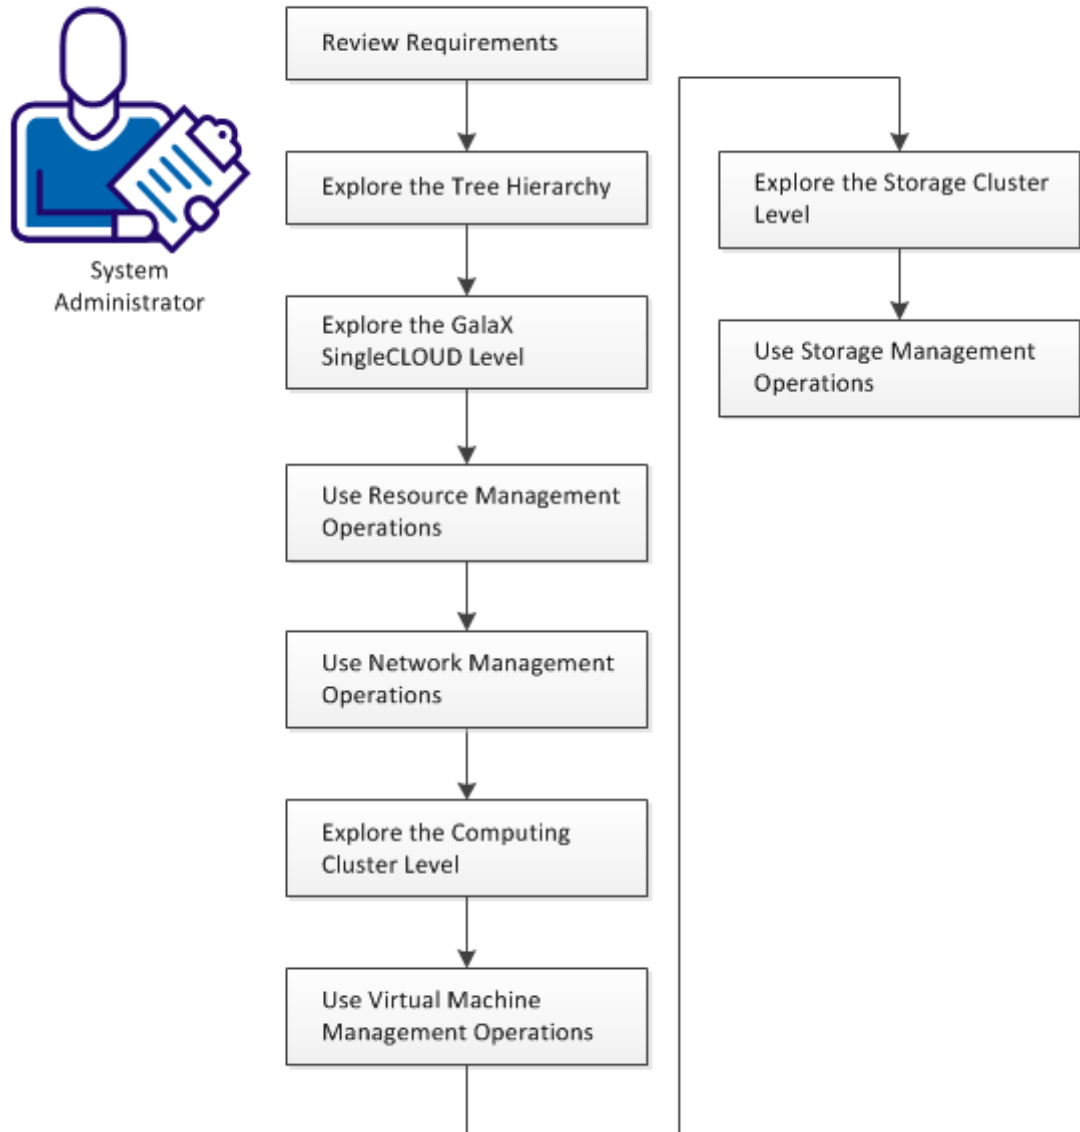 System
Administrator
Review Requirements
Explore the Tree Hierarchy
Explore the GalaX
SingleCLOUD Level
Use Resource Management
Operations
Use Network Management
Operations
Explore the Computing
Cluster Level
Use Virtual Machine
Management Operations
Explore the Storage Cluster
Level
Use Storage Management
Operations